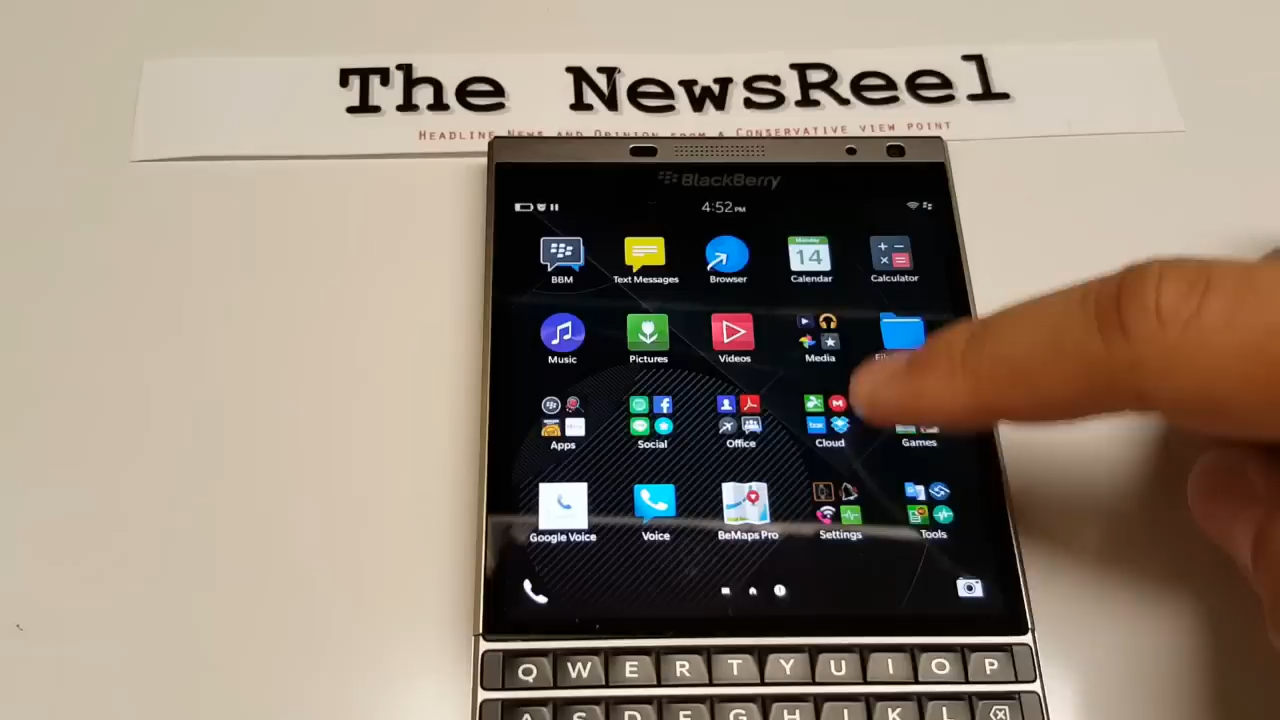 The NewsReel
Headline News and Opinion from a Conservative view point
BlackBerry
4:52 PM
BBM Text Messages Browser Monday 14 Calendar Calculator
Music Pictures Videos Media
Apps Social Office box Cloud Games
Google Voice Voice BeMaps Pro Settings Tools
Q W E R T Y U I O P
A S D F G H J K L